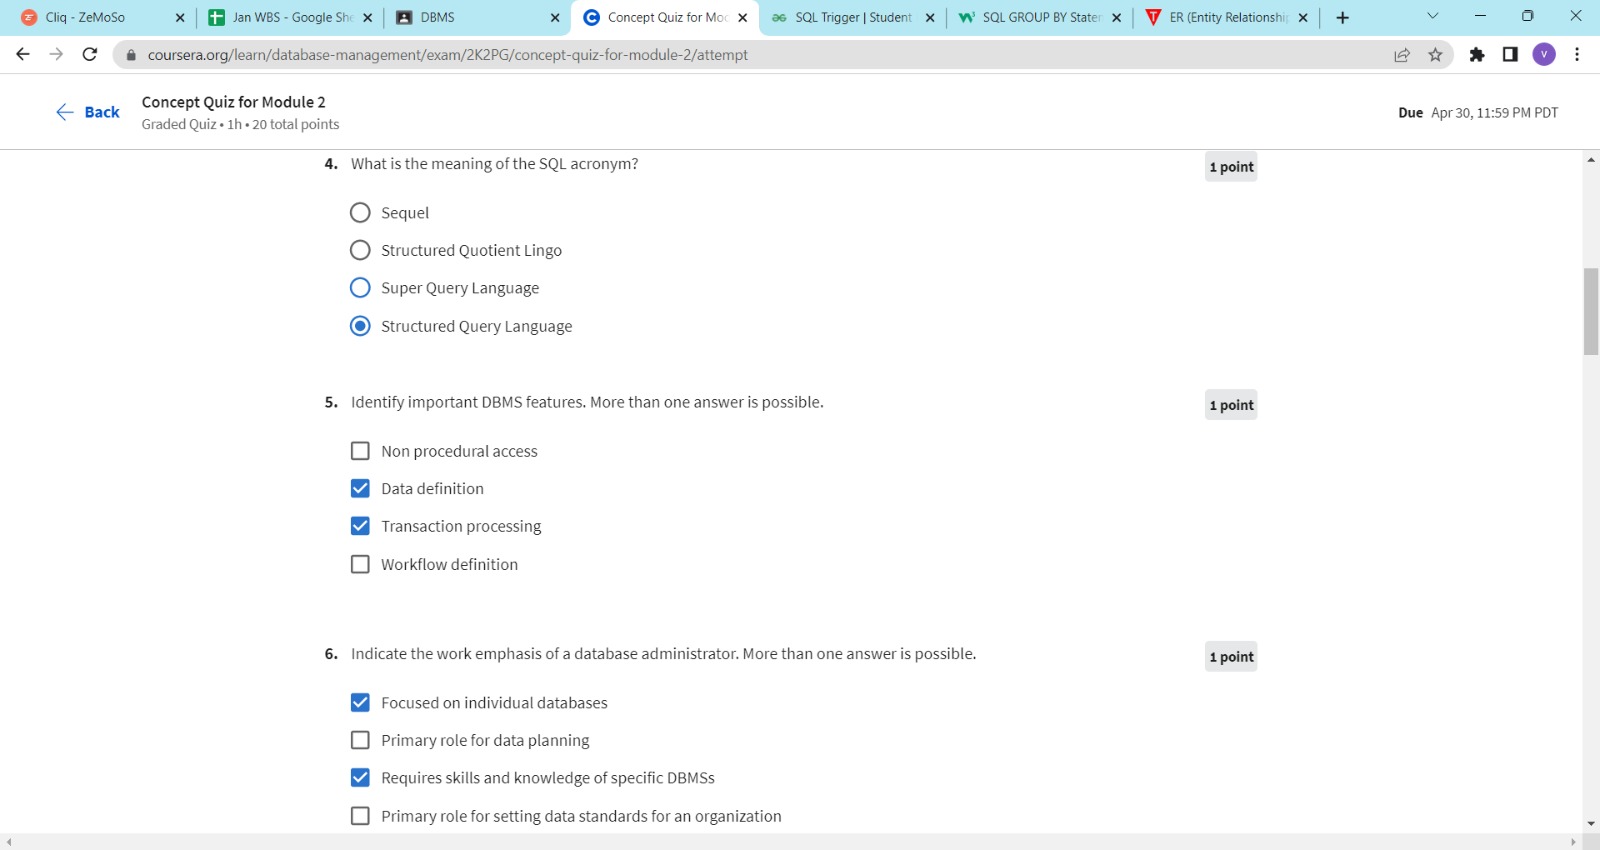 Cliq - ZeMoSo
Jan WBS - Google She
DBMS
Concept Quiz for Moc
SQL Trigger | Student
SQL GROUP BY Stater
ER (Entity Relationship
coursera.org/learn/database-management/exam/2K2PG/concept-quiz-for-module-2/attempt
V
Back
Concept Quiz for Module 2
Graded Quiz • 1h • 20 total points
Due Apr 30, 11:59 PM PDT
4. What is the meaning of the SQL acronym?
1 point
Sequel
Structured Quotient Lingo
Super Query Language
Structured Query Language
5. Identify important DBMS features. More than one answer is possible.
1 point
Non procedural access
Data definition
Transaction processing
Workflow definition
6. Indicate the work emphasis of a database administrator. More than one answer is possible.
1 point
Focused on individual databases
Primary role for data planning
Requires skills and knowledge of specific DBMSs
Primary role for setting data standards for an organization